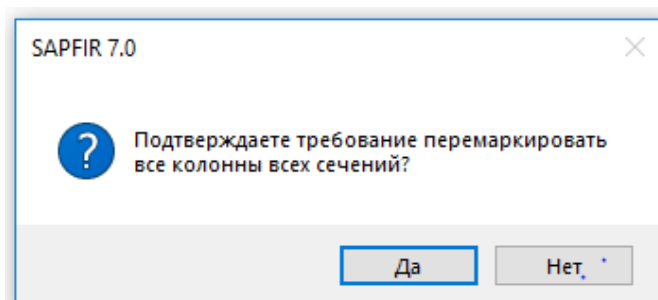 SAPFIR 7.0
Подтверждаете требование перемаркировать
все колонны всех сечений?
Да
Нет